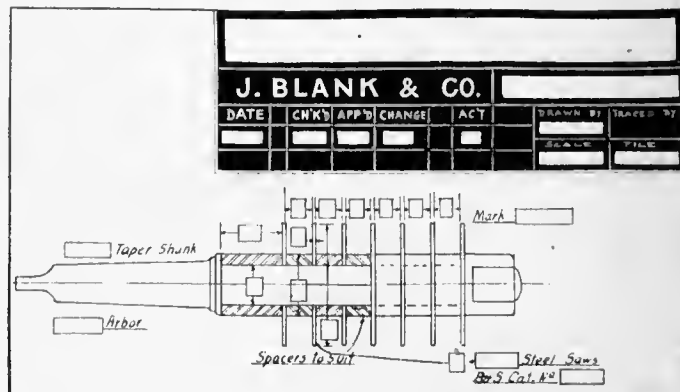 J. BLANK & CO.
DATE CH'K'D APP'D CHANGE AC'T DRAWN BY TRACED BY
SCALE FILE
Mark
Taper Shank
Arbor
Spacers to Suit
Steel Saws
B&S Cat. No